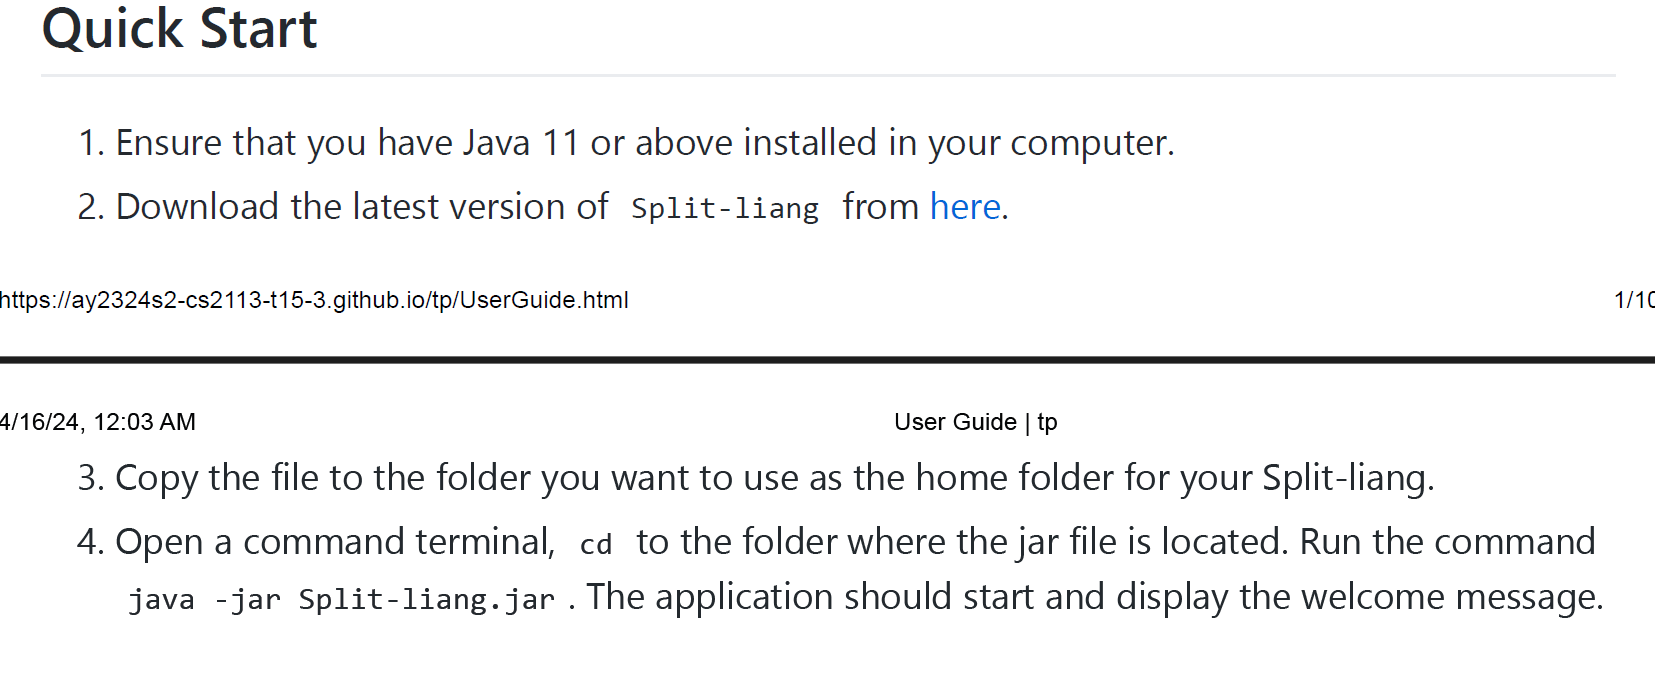 Quick Start
1. Ensure that you have Java 11 or above installed in your computer.
2. Download the latest version of Split-liang from here.
https://ay2324s2-cs2113-t15-3.github.io/tp/UserGuide.html 1/10
4/16/24, 12:03 AM User Guide | tp
3. Copy the file to the folder you want to use as the home folder for your Split-liang.
4. Open a command terminal, cd to the folder where the jar file is located. Run the command
java -jar Split-liang.jar . The application should start and display the welcome message.